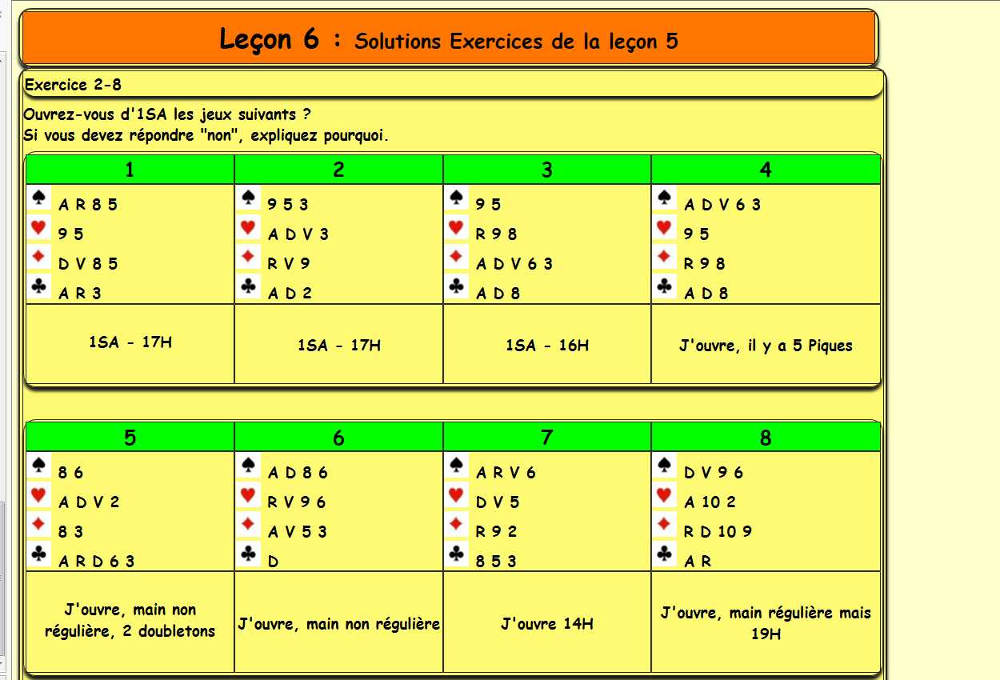 Leçon 6 : Solutions Exercices de la leçon 5
Exercice 2-8
Ouvrez-vous d'1SA les jeux suivants ?
Si vous devez répondre "non", expliquez pourquoi.
1 2 3 4
♠ A R 8 5 ♠ 9 5 3 ♠ 9 5 ♠ A D V 6 3
♥ 9 5 ♥ A D V 3 ♥ R 9 8 ♥ 9 5
♦ D V 8 5 ♦ R V 9 ♦ A D V 6 3 ♦ R 9 8
♣ A R 3 ♣ A D 2 ♣ A D 8 ♣ A D 8
1SA - 17H 1SA - 17H 1SA - 16H J'ouvre, il y a 5 Piques
5 6 7 8
♠ 8 6 ♠ A D 8 6 ♠ A R V 6 ♠ D V 9 6
♥ A D V 2 ♥ R V 9 6 ♥ D V 5 ♥ A 10 2
♦ 8 3 ♦ A V 5 3 ♦ R 9 2 ♦ R D 10 9
♣ A R D 6 3 ♣ D ♣ 8 5 3 ♣ A R
J'ouvre, main non
régulière, 2 doubletons
J'ouvre, main non régulière
J'ouvre 14H
J'ouvre, main régulière mais
19H